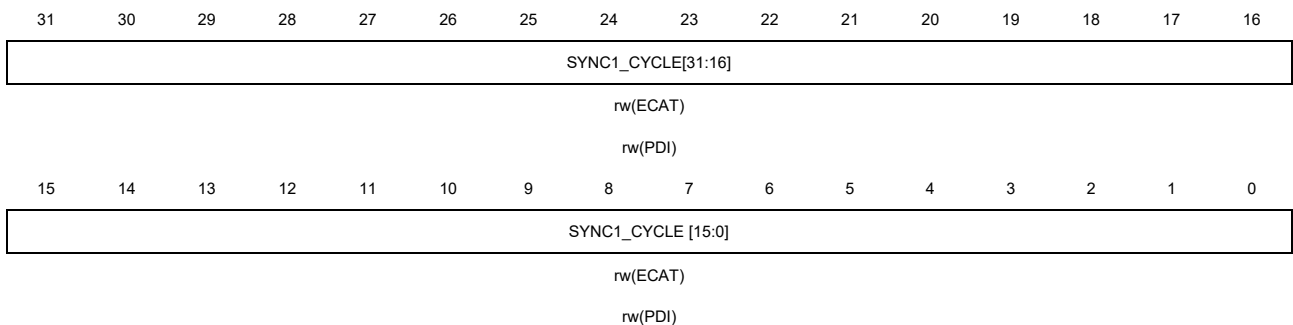 31 30 29 28 27 26 25 24 23 22 21 20 19 18 17 16
SYNC1_CYCLE[31:16]
rw(ECAT)
rw(PDI)
15 14 13 12 11 10 9 8 7 6 5 4 3 2 1 0
SYNC1_CYCLE [15:0]
rw(ECAT)
rw(PDI)